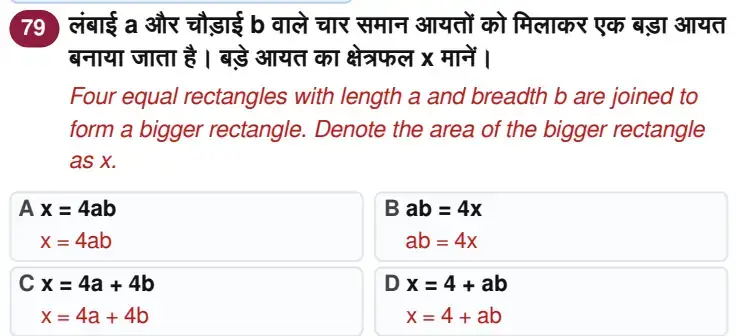 79 लंबाई a और चौड़ाई b वाले चार समान आयतों को मिलाकर एक बड़ा आयत
बनाया जाता है। बड़े आयत का क्षेत्रफल x मानें।
Four equal rectangles with length a and breadth b are joined to
form a bigger rectangle. Denote the area of the bigger rectangle
as x.
A x = 4ab
x = 4ab
B ab = 4x
ab = 4x
C x = 4a + 4b
x = 4a + 4b
D x = 4 + ab
x = 4 + ab